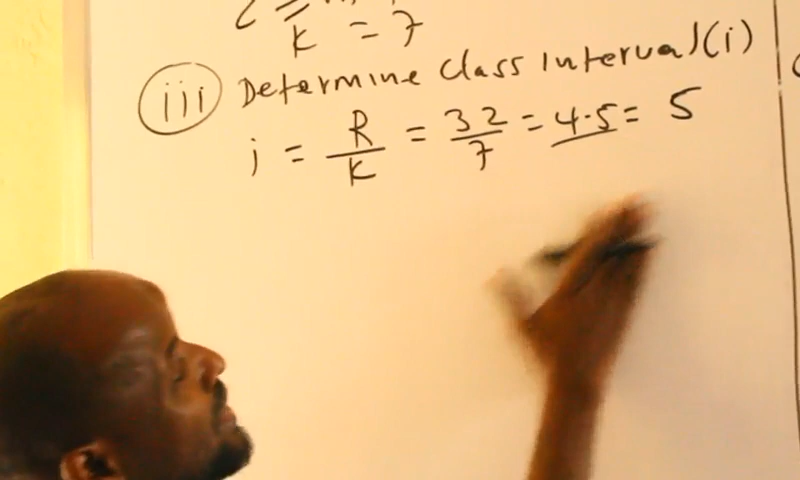 K = 7
iii Determine Class Interval (i)
i = R/K = 32/7 = 4.5 = 5